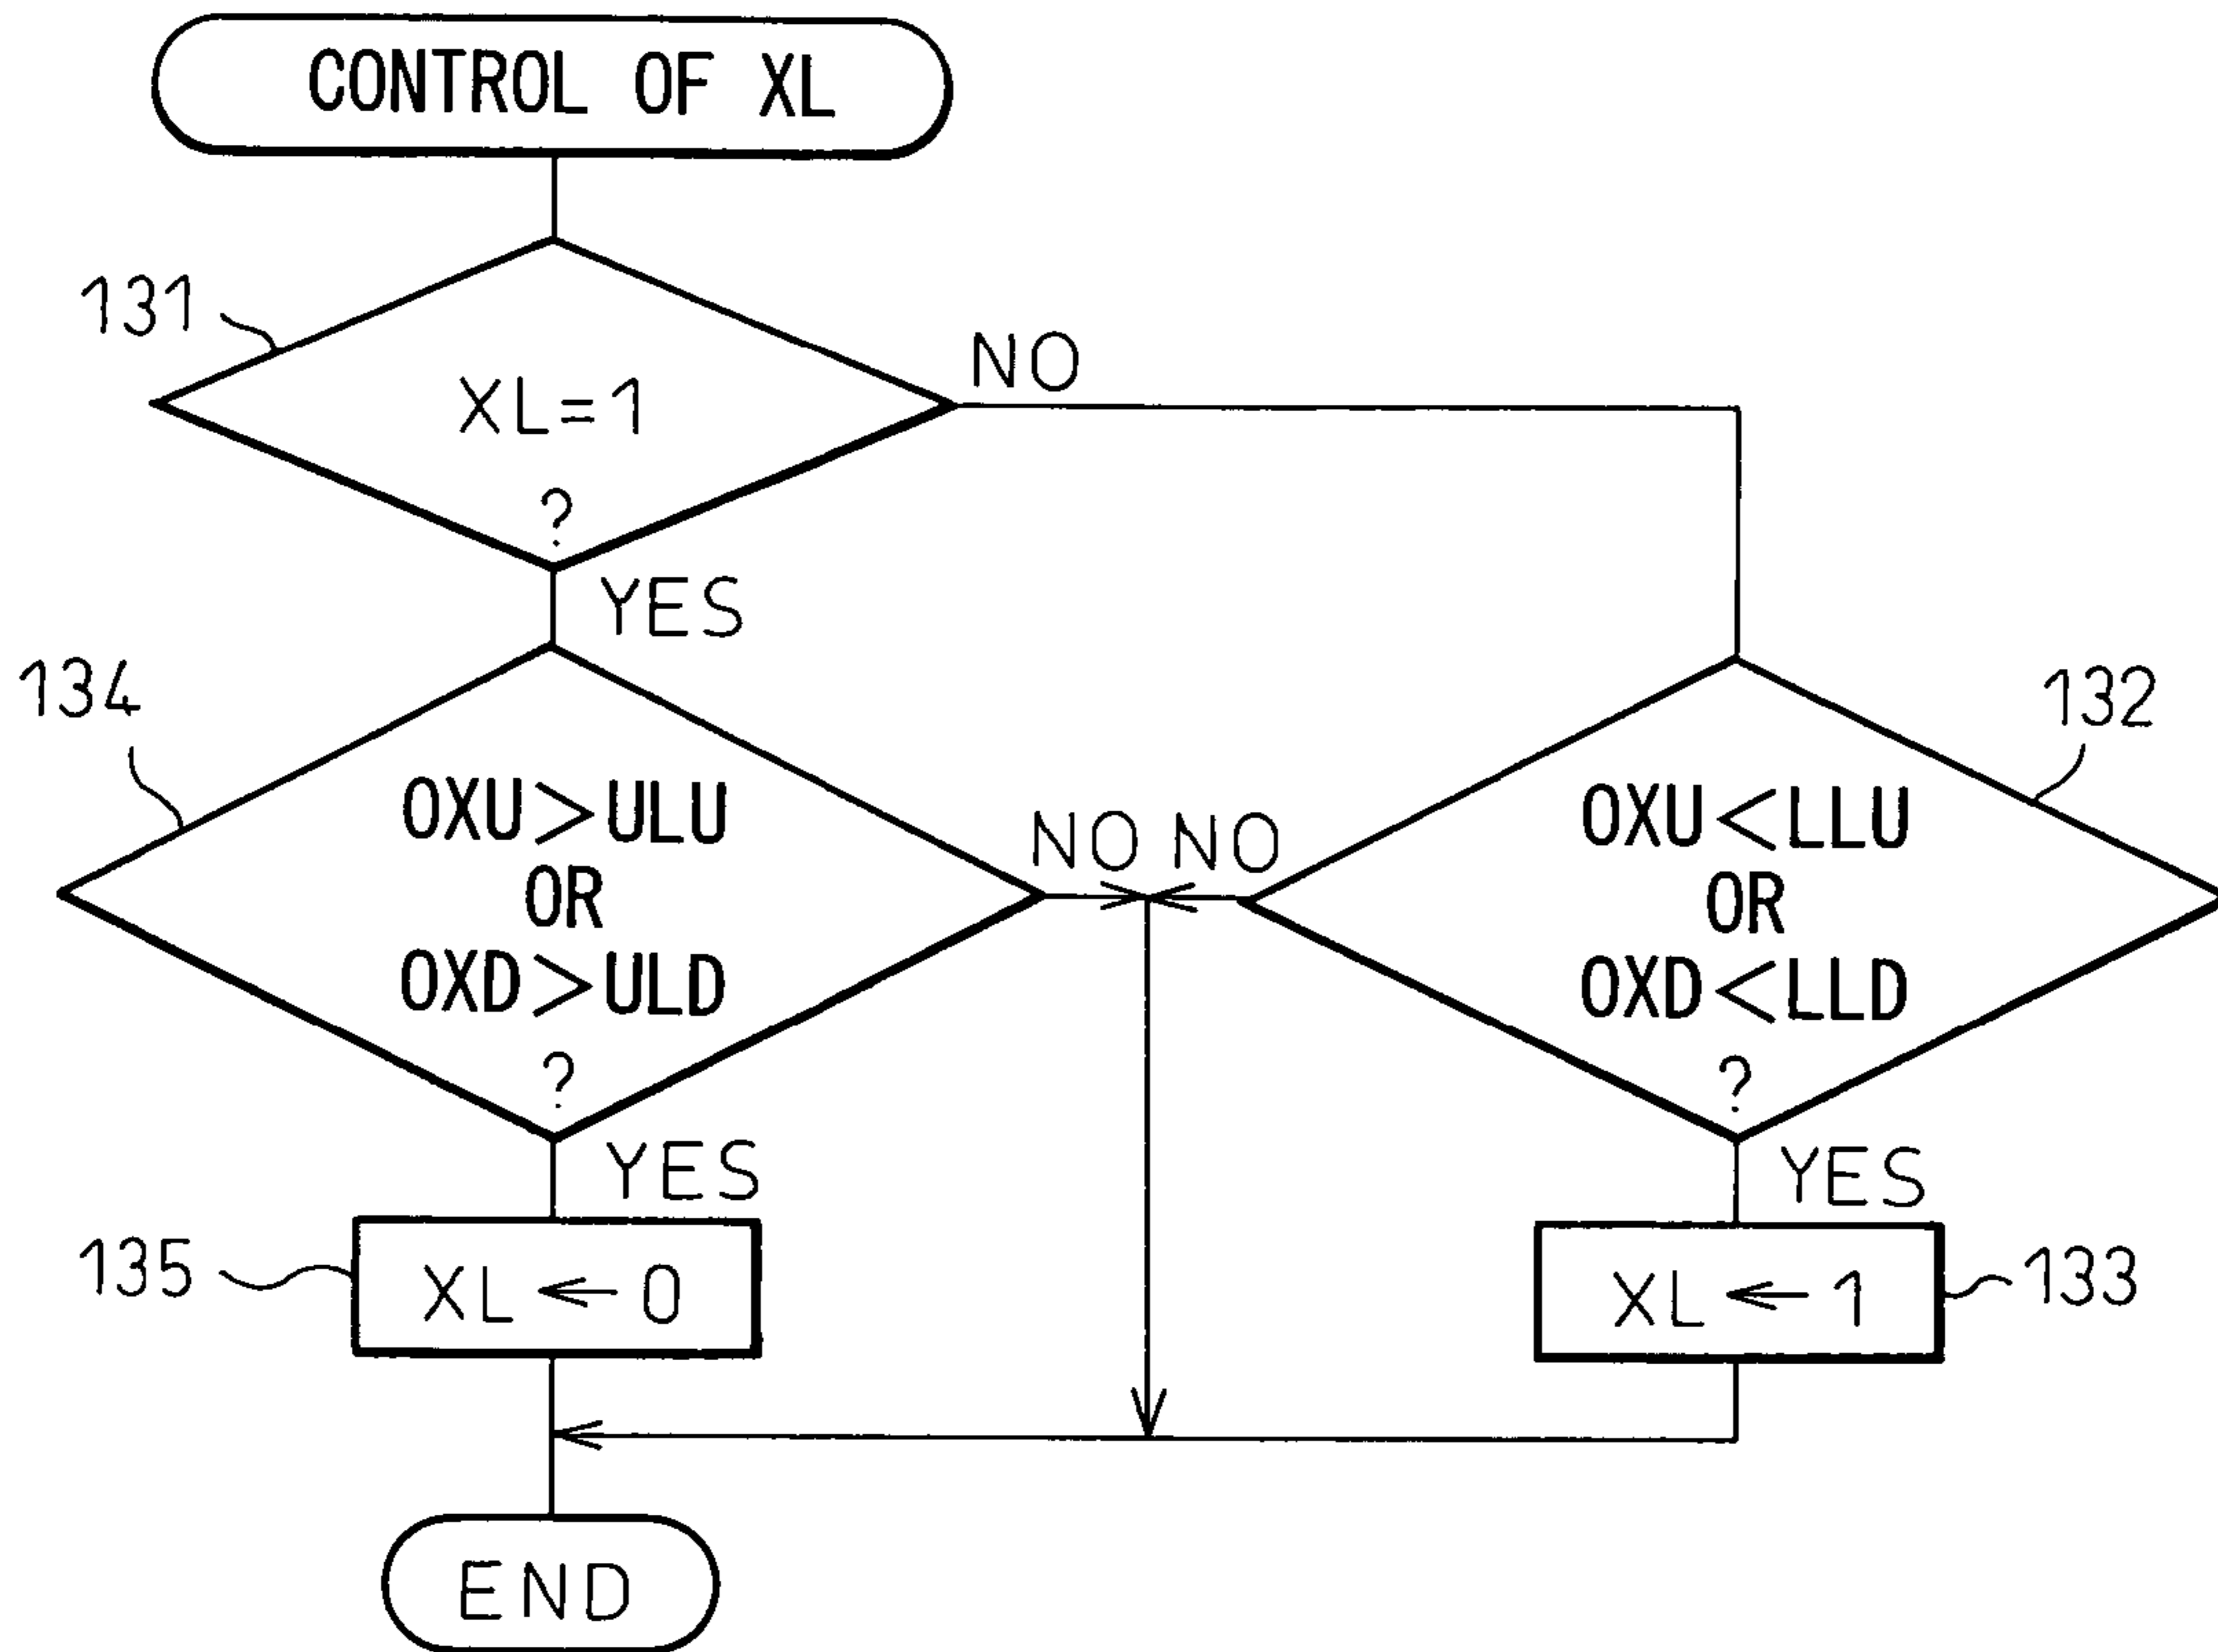 CONTROL OF XL
131
XL=1
?
NO
YES
134
OXU>ULU
OR
OXD>ULD
?
NO
NO
132
OXU<LLU
OR
OXD<LLD
?
YES
YES
135
XL ← 0
XL ← 1
133
END